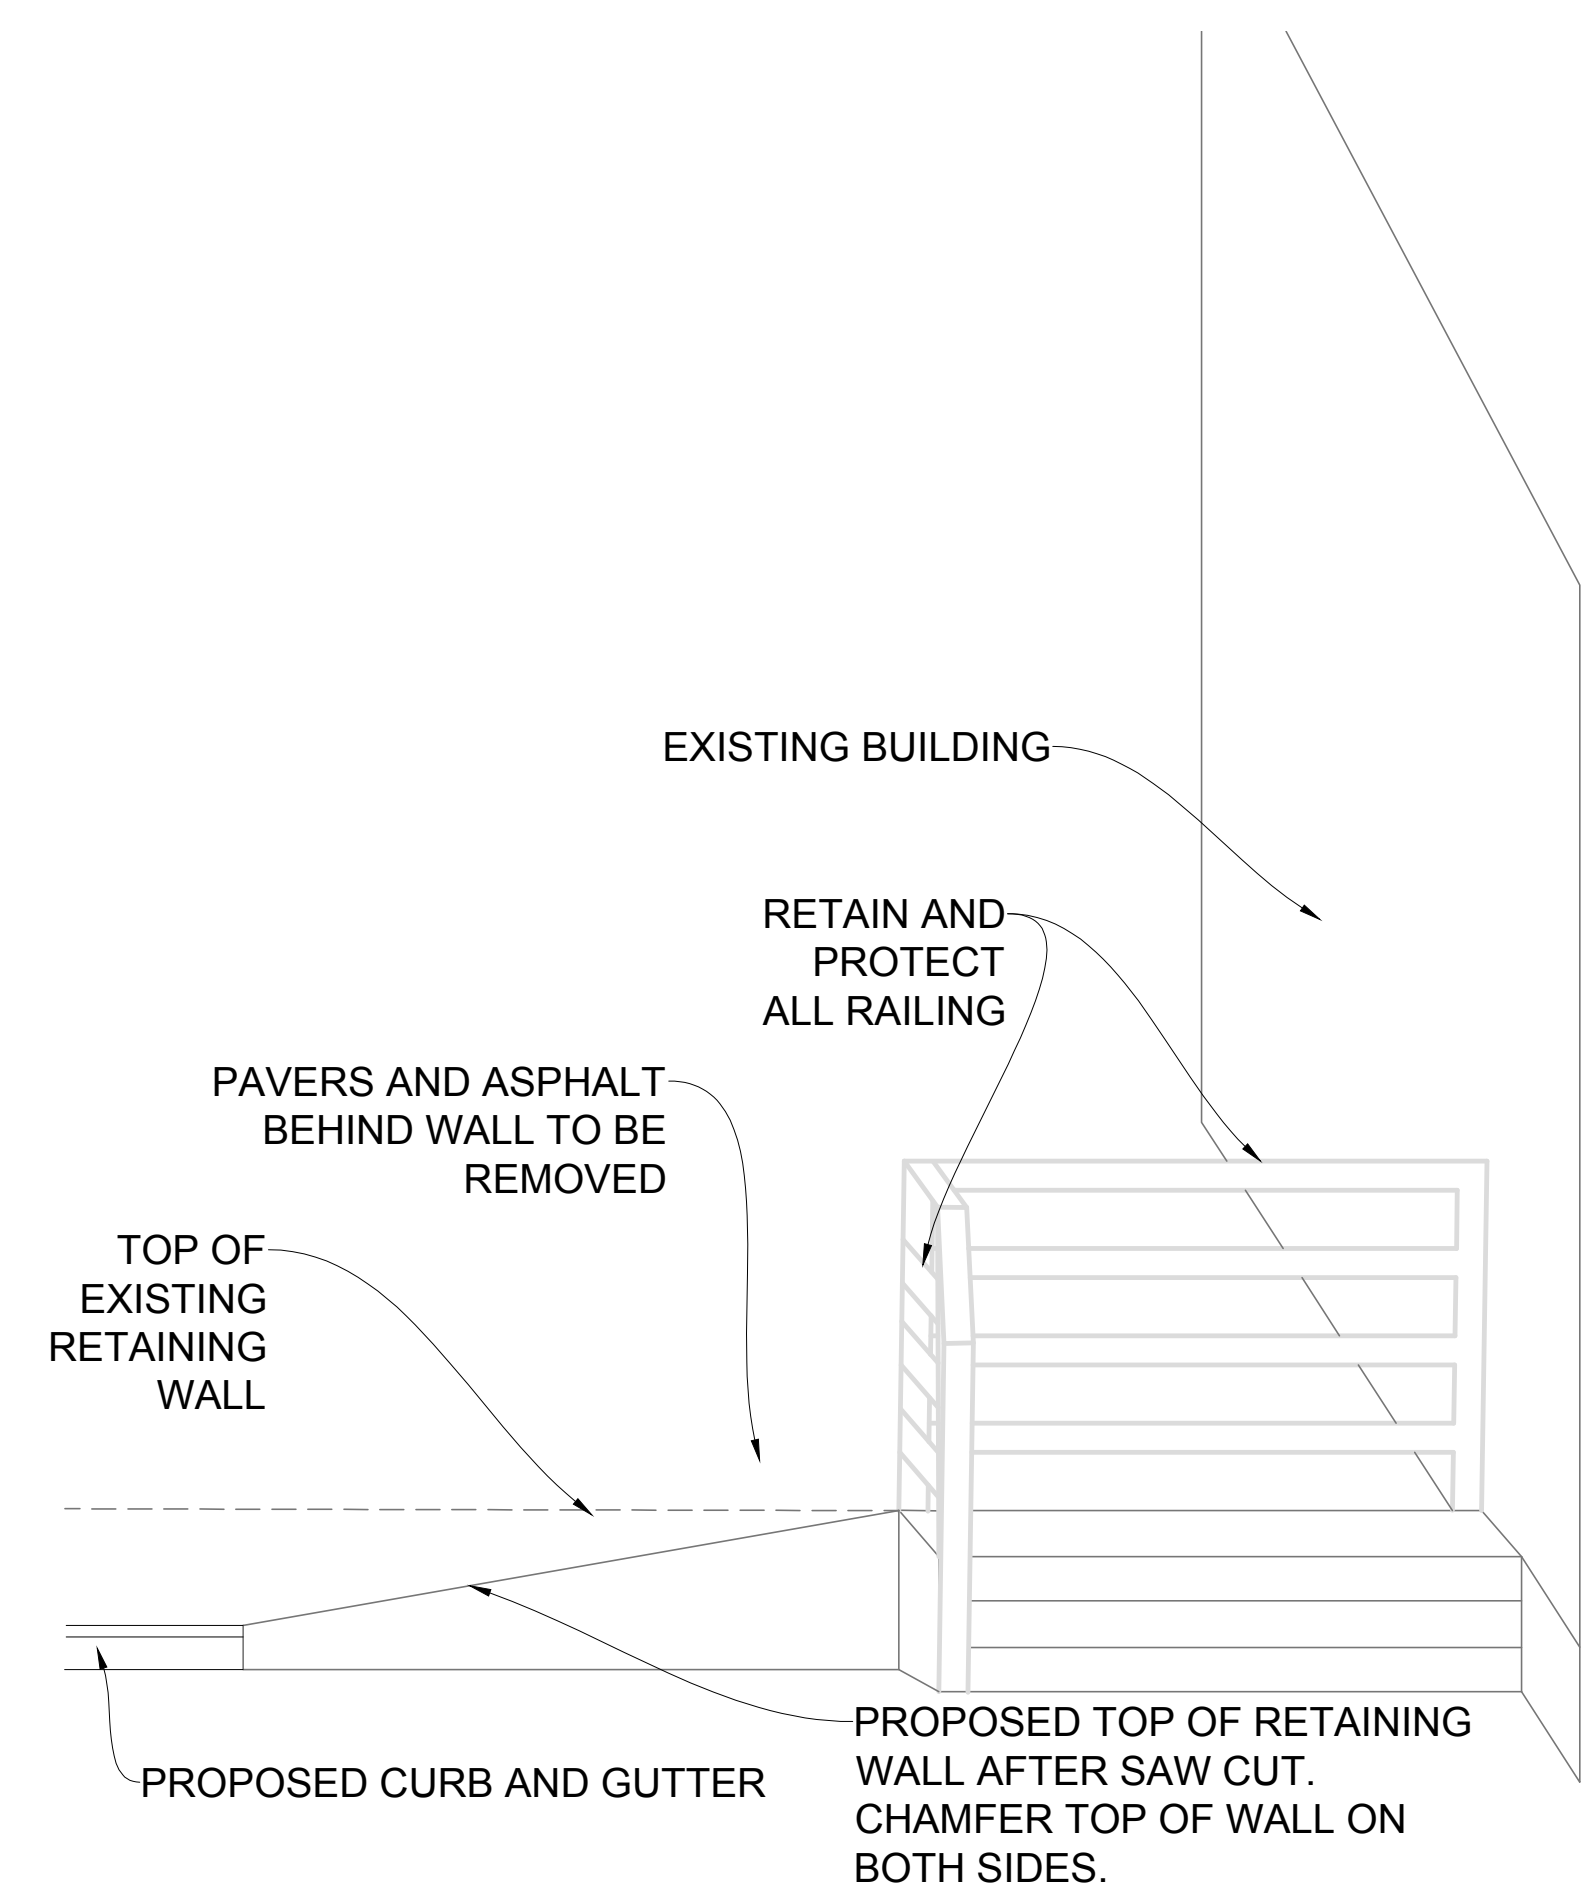 EXISTING BUILDING
RETAIN AND
PROTECT
ALL RAILING
PAVERS AND ASPHALT
BEHIND WALL TO BE
REMOVED
TOP OF
EXISTING
RETAINING
WALL
PROPOSED TOP OF RETAINING
WALL AFTER SAW CUT.
CHAMFER TOP OF WALL ON
BOTH SIDES.
PROPOSED CURB AND GUTTER